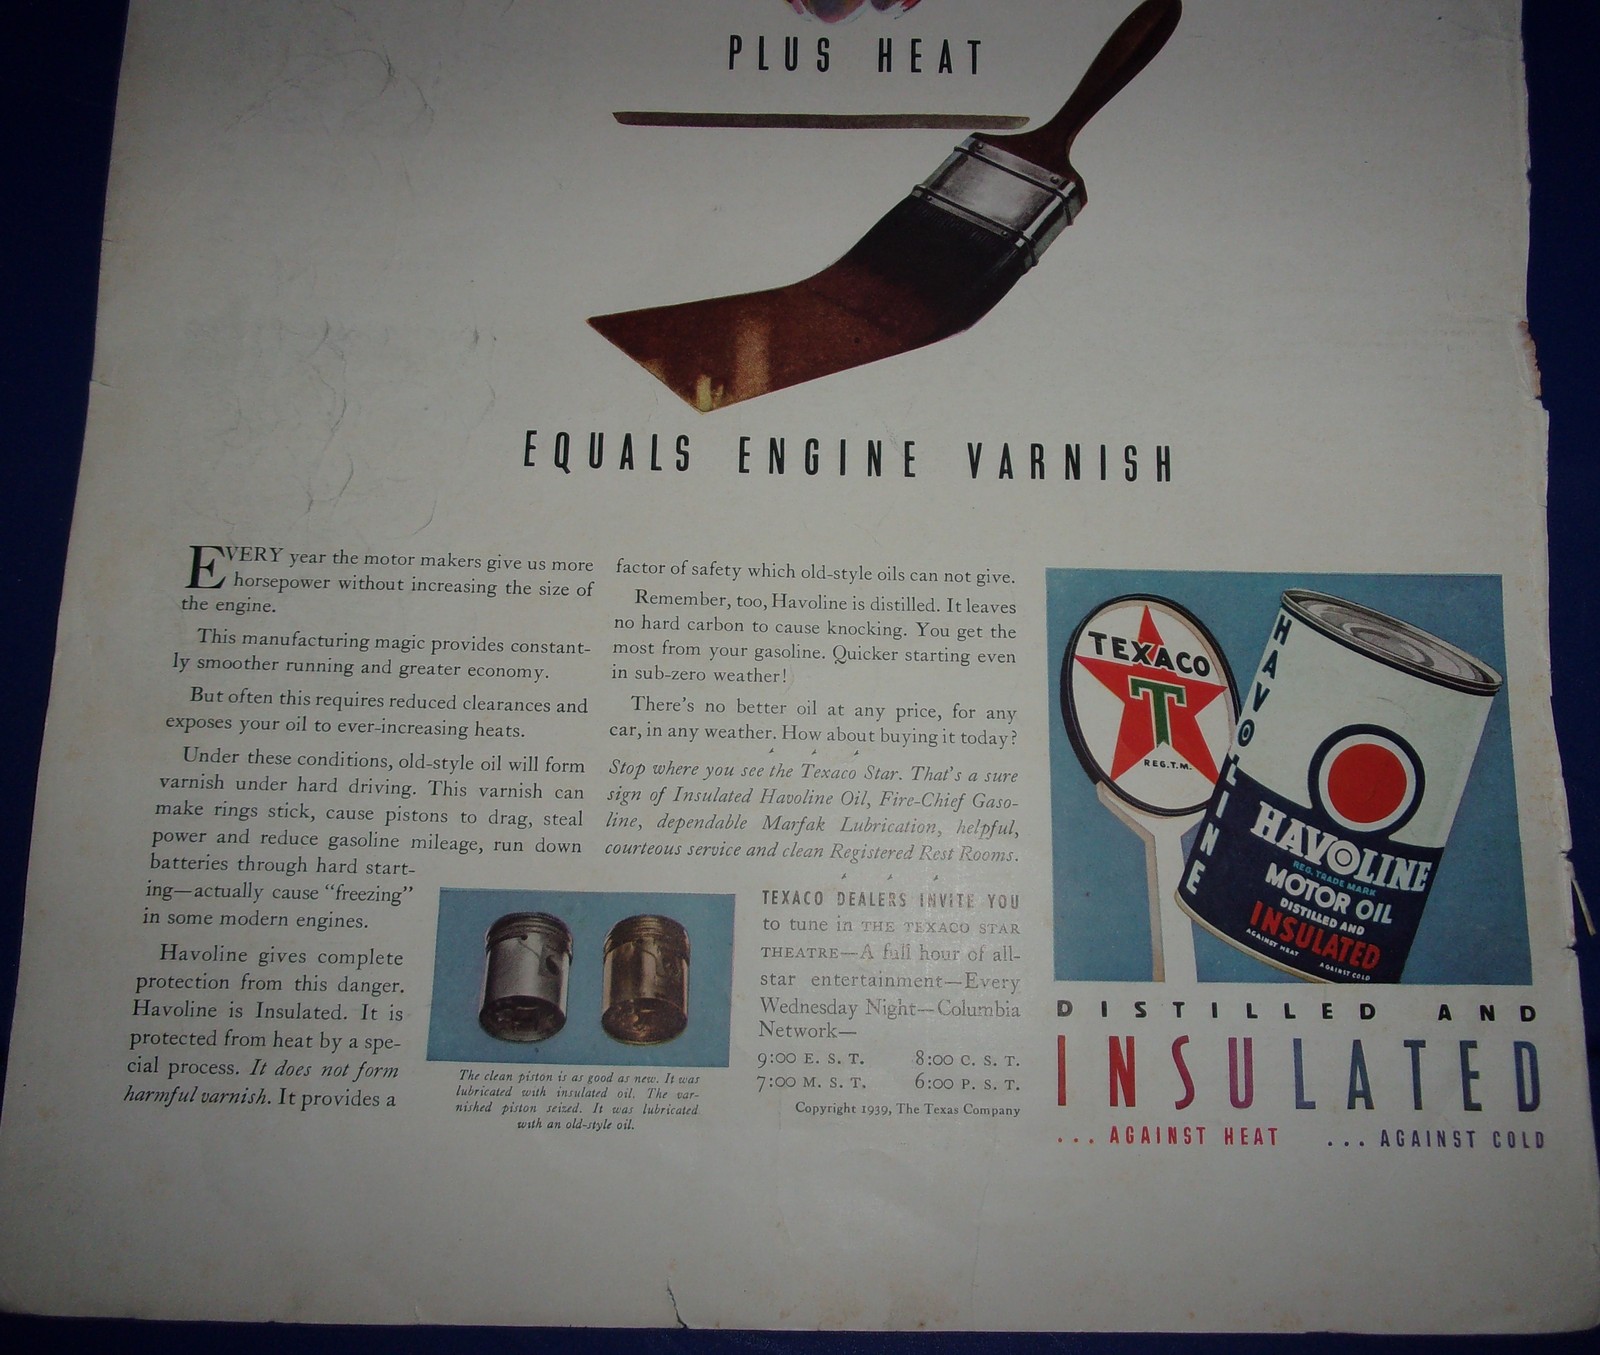 PLUS HEAT
EQUALS ENGINE VARNISH
EVERY year the motor makers give us more
horsepower without increasing the size of
the engine.
This manufacturing magic provides constant-
ly smoother running and greater economy.
But often this requires reduced clearances and
exposes your oil to ever-increasing heats.
Under these conditions, old-style oil will form
varnish under hard driving. This varnish can
make rings stick, cause pistons to drag, steal
power and reduce gasoline mileage, run down
batteries through hard start-
ing—actually cause "freezing"
in some modern engines.
Havoline gives complete
protection from this danger.
Havoline is Insulated. It is
protected from heat by a spe-
cial process. It does not form
harmful varnish. It provides a
factor of safety which old-style oils can not give.
Remember, too, Havoline is distilled. It leaves
no hard carbon to cause knocking. You get the
most from your gasoline. Quicker starting even
in sub-zero weather!
There's no better oil at any price, for any
car, in any weather. How about buying it today?
Stop where you see the Texaco Star. That's a sure
sign of Insulated Havoline Oil, Fire-Chief Gaso-
line, dependable Marfak Lubrication, helpful,
courteous service and clean Registered Rest Rooms.
The clean piston is as good as new. It was
lubricated with insulated oil. The var-
nished piston seized. It was lubricated
with an old-style oil.
TEXACO DEALERS INVITE YOU
to tune in THE TEXACO STAR
THEATRE—A full hour of all-
star entertainment—Every
Wednesday Night—Columbia
Network—
9:00 E. S. T. 8:00 C. S. T.
7:00 M. S. T. 6:00 P. S. T.
Copyright 1939, The Texas Company
TEXACO
T
REG. T.M.
HAVOLINE
HAVOLINE
REG. TRADE MARK
MOTOR OIL
DISTILLED AND
INSULATED
AGAINST HEAT AGAINST COLD
DISTILLED AND
INSULATED
... AGAINST HEAT ... AGAINST COLD